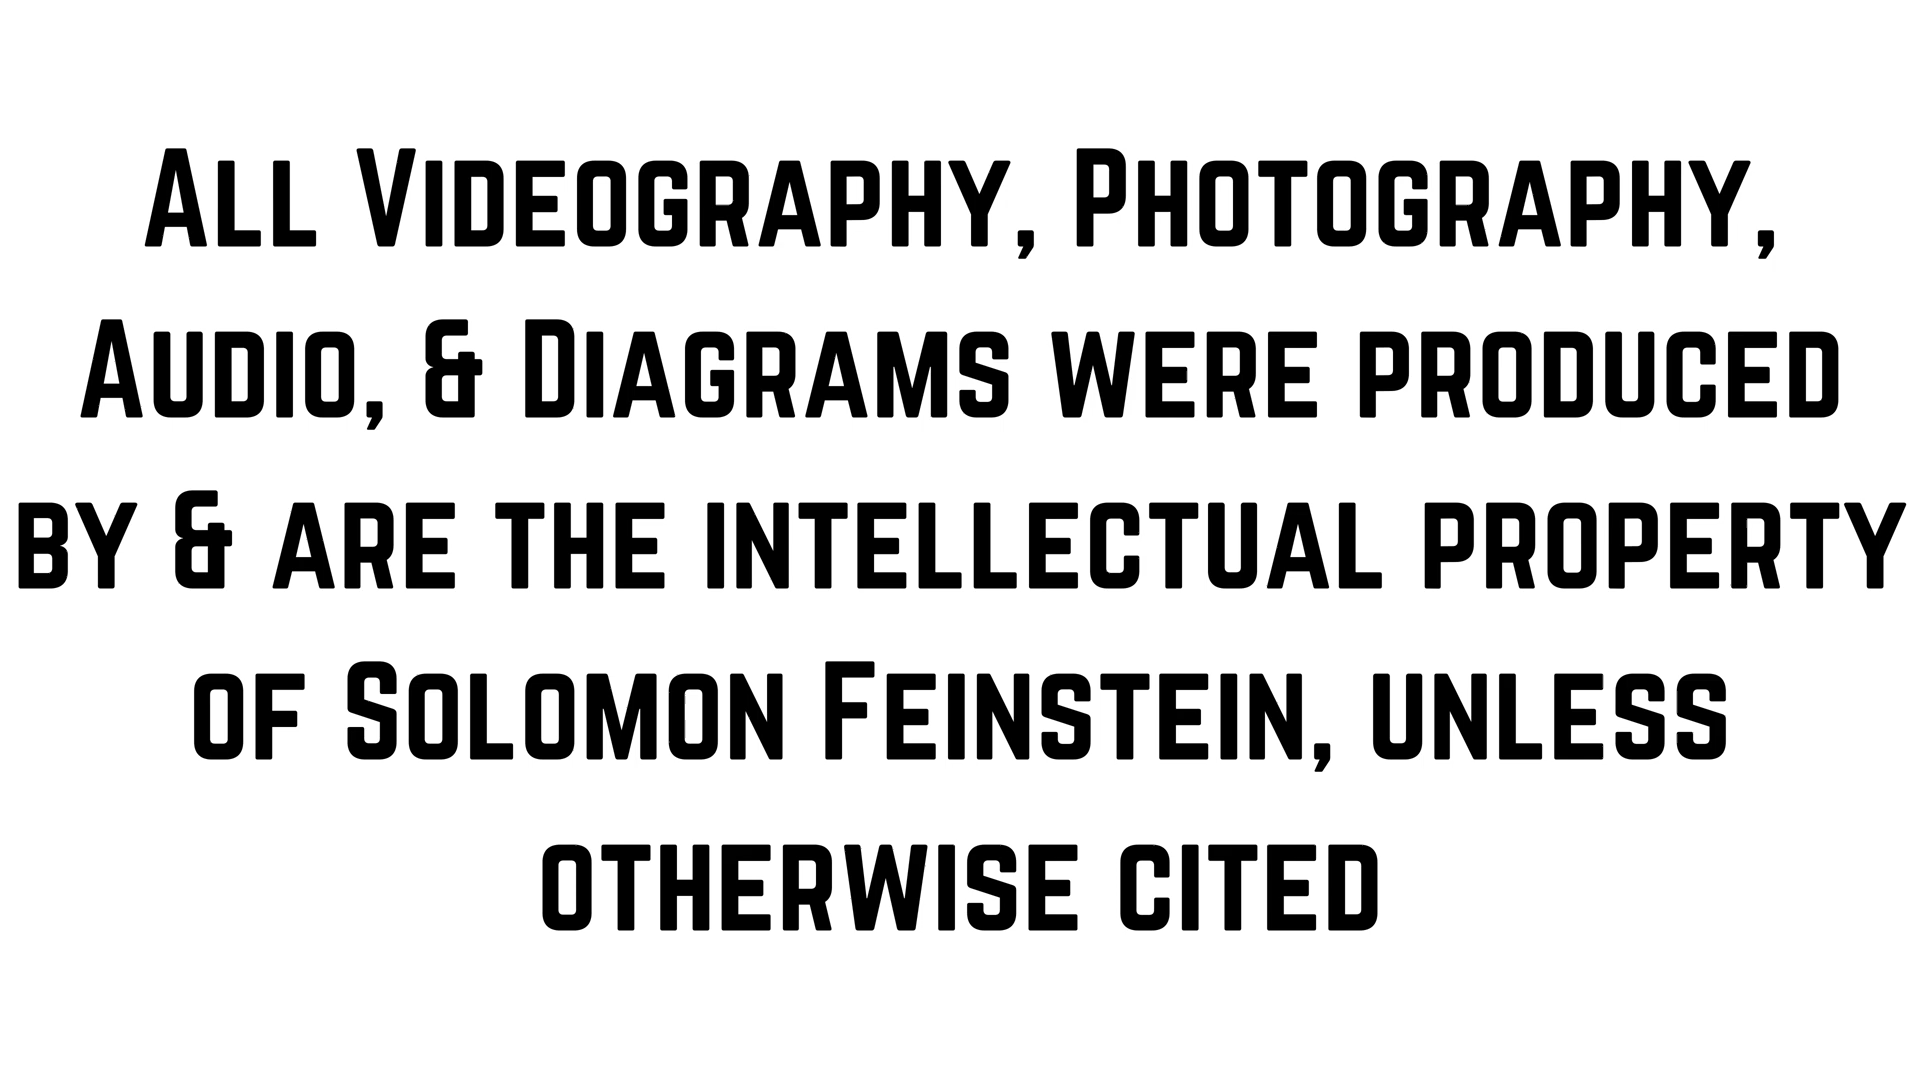 All Videography, Photography,
Audio, & Diagrams were produced
by & are the intellectual property
of Solomon Feinstein, unless
otherwise cited